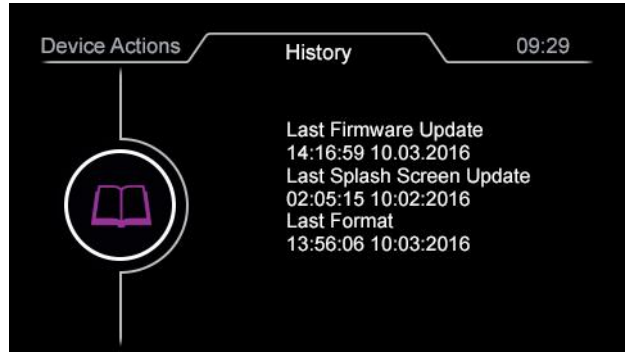 Device Actions
History
09:29
Last Firmware Update
14:16:59 10.03.2016
Last Splash Screen Update
02:05:15 10:02:2016
Last Format
13:56:06 10:03:2016